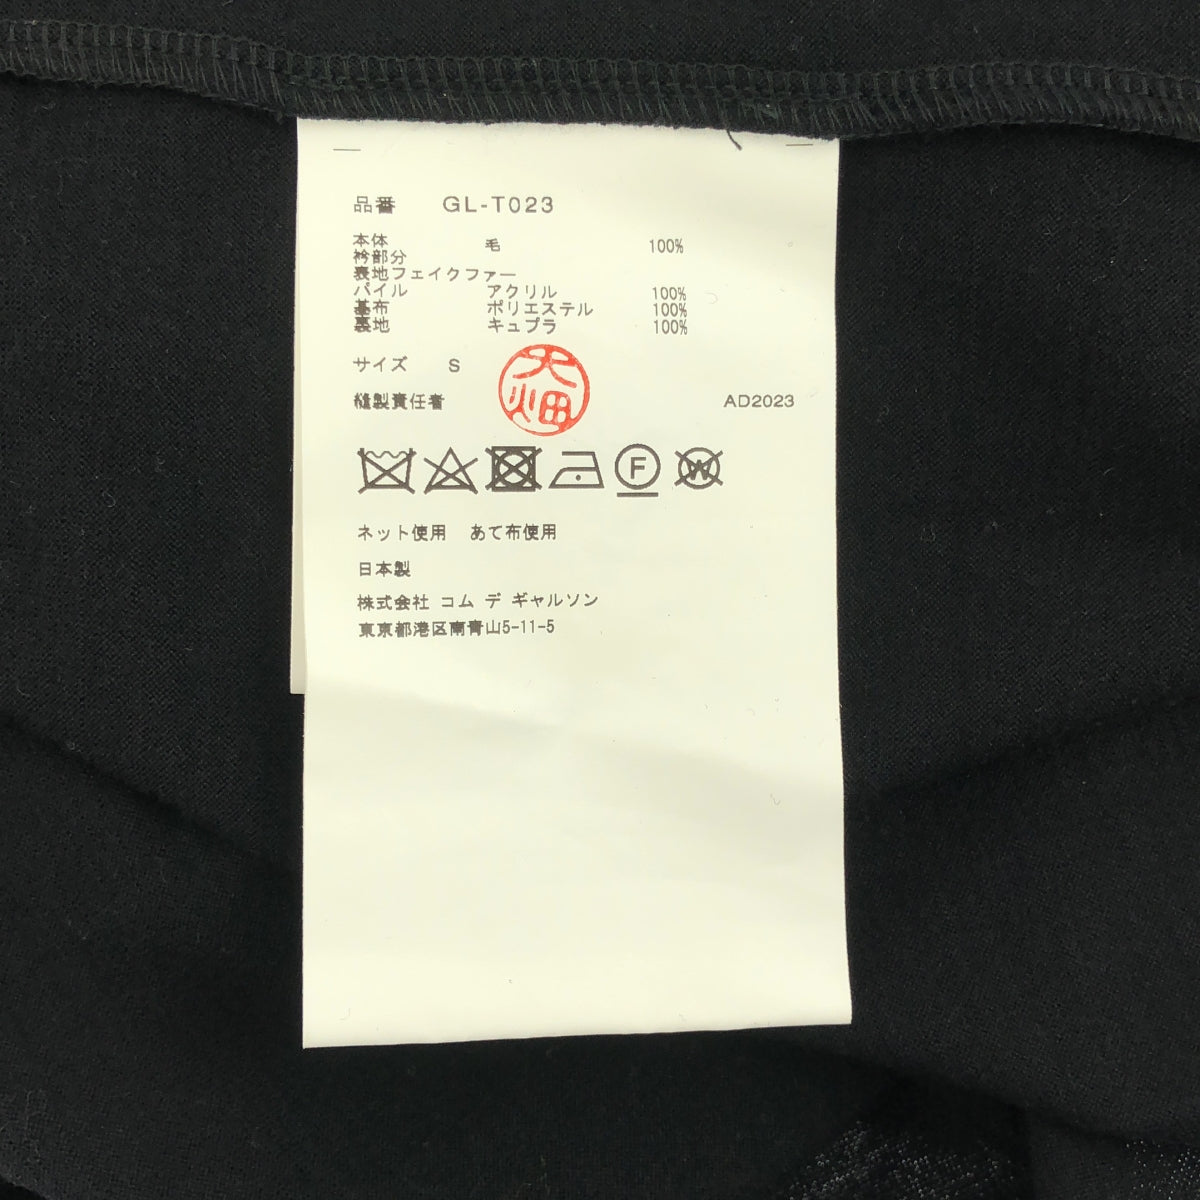 品番 GL-T023
本体 毛 100%
衿部分
表地フェイクファー
パイル アクリル 100%
基布 ポリエステル 100%
裏地 キュプラ 100%
サイズ S
大畑
縫製責任者 AD2023
F W
ネット使用 あて布使用
日本製
株式会社 コム デ ギャルソン
東京都港区南青山5-11-5